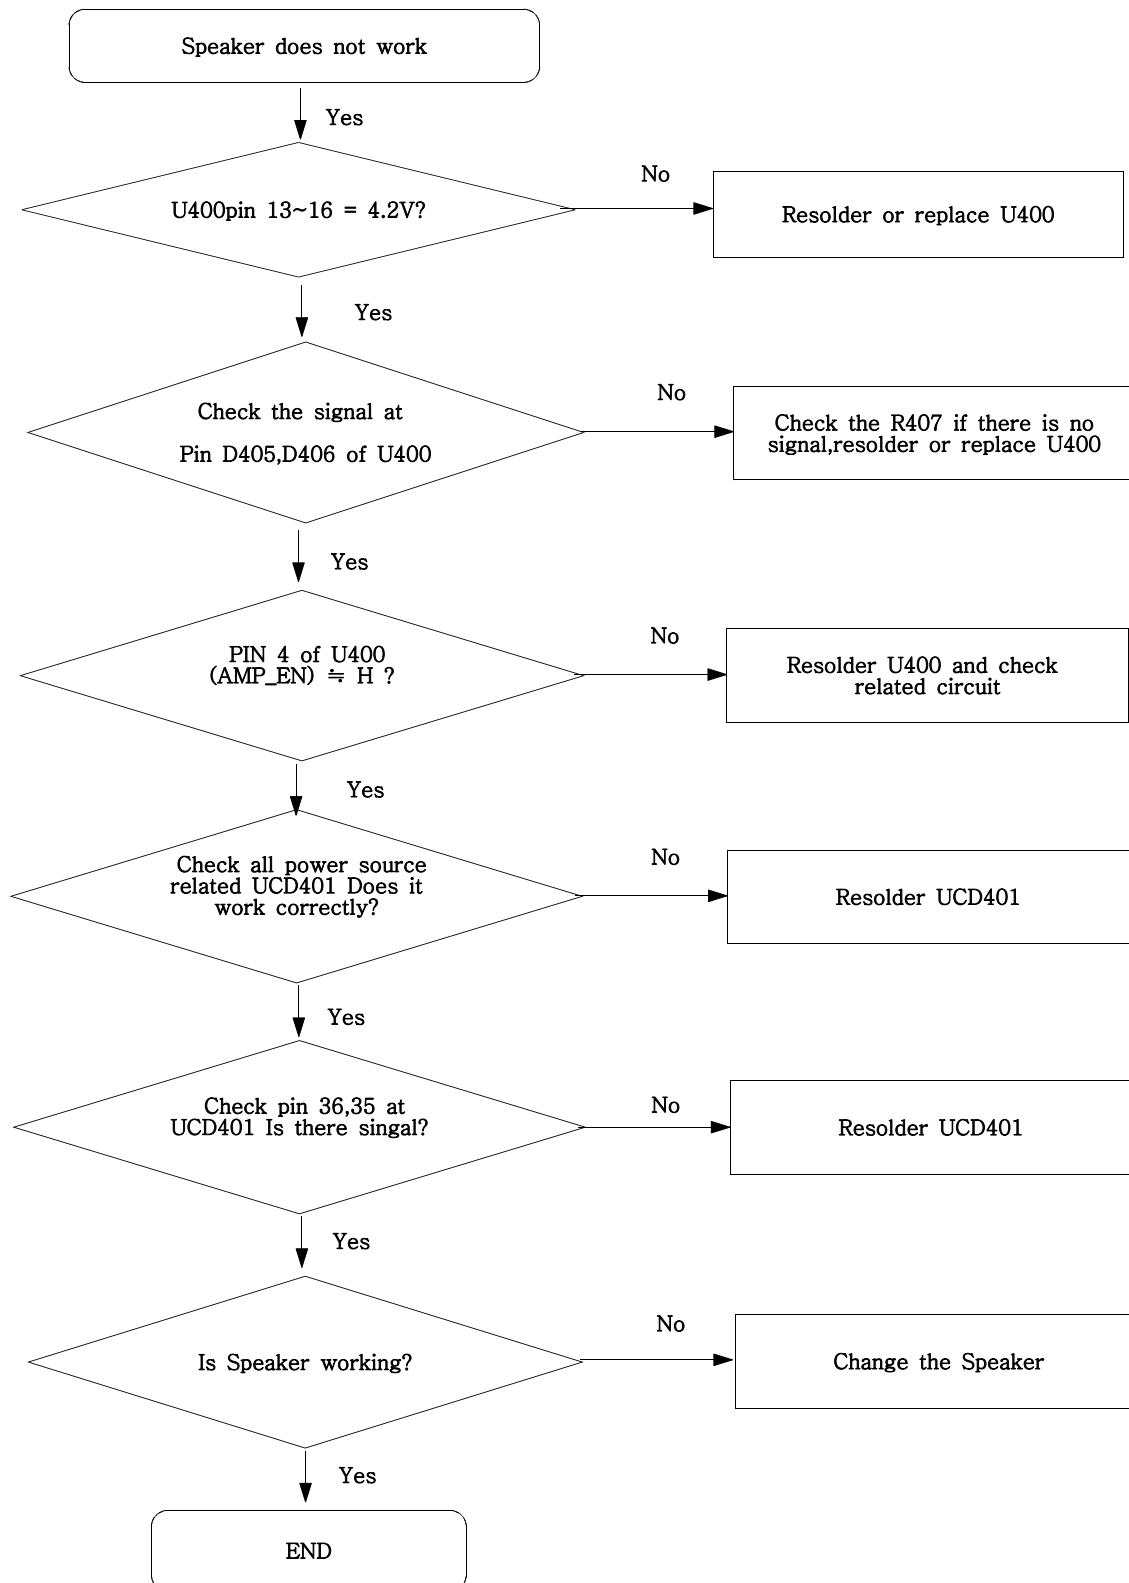 Speaker does not work
Yes
U400pin 13~16 = 4.2V?
No
Resolder or replace U400
Yes
Check the signal at
Pin D405,D406 of U400
No
Check the R407 if there is no
signal,resolder or replace U400
Yes
PIN 4 of U400
(AMP_EN) ≒ H ?
No
Resolder U400 and check
related circuit
Yes
Check all power source
related UCD401 Does it
work correctly?
No
Resolder UCD401
Yes
Check pin 36,35 at
UCD401 Is there singal?
No
Resolder UCD401
Yes
Is Speaker working?
No
Change the Speaker
Yes
END